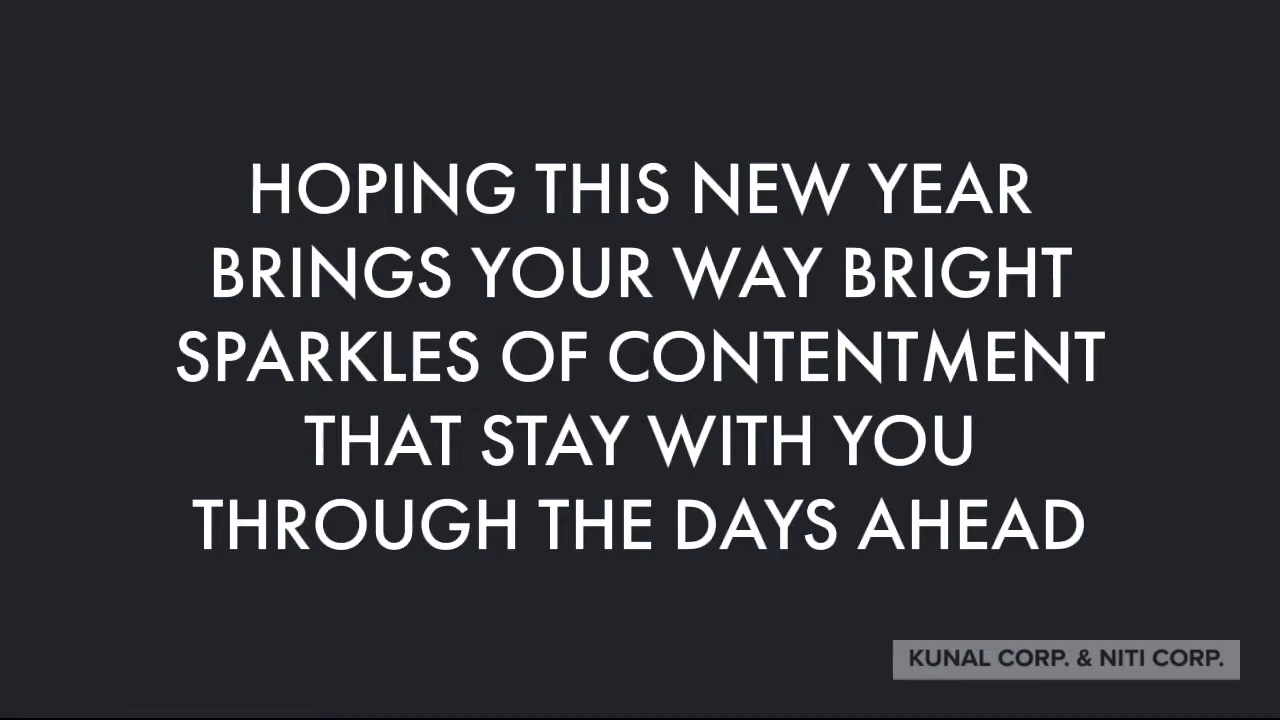 HOPING THIS NEW YEAR
BRINGS YOUR WAY BRIGHT
SPARKLES OF CONTENTMENT
THAT STAY WITH YOU
THROUGH THE DAYS AHEAD
KUNAL CORP. & NITI CORP.